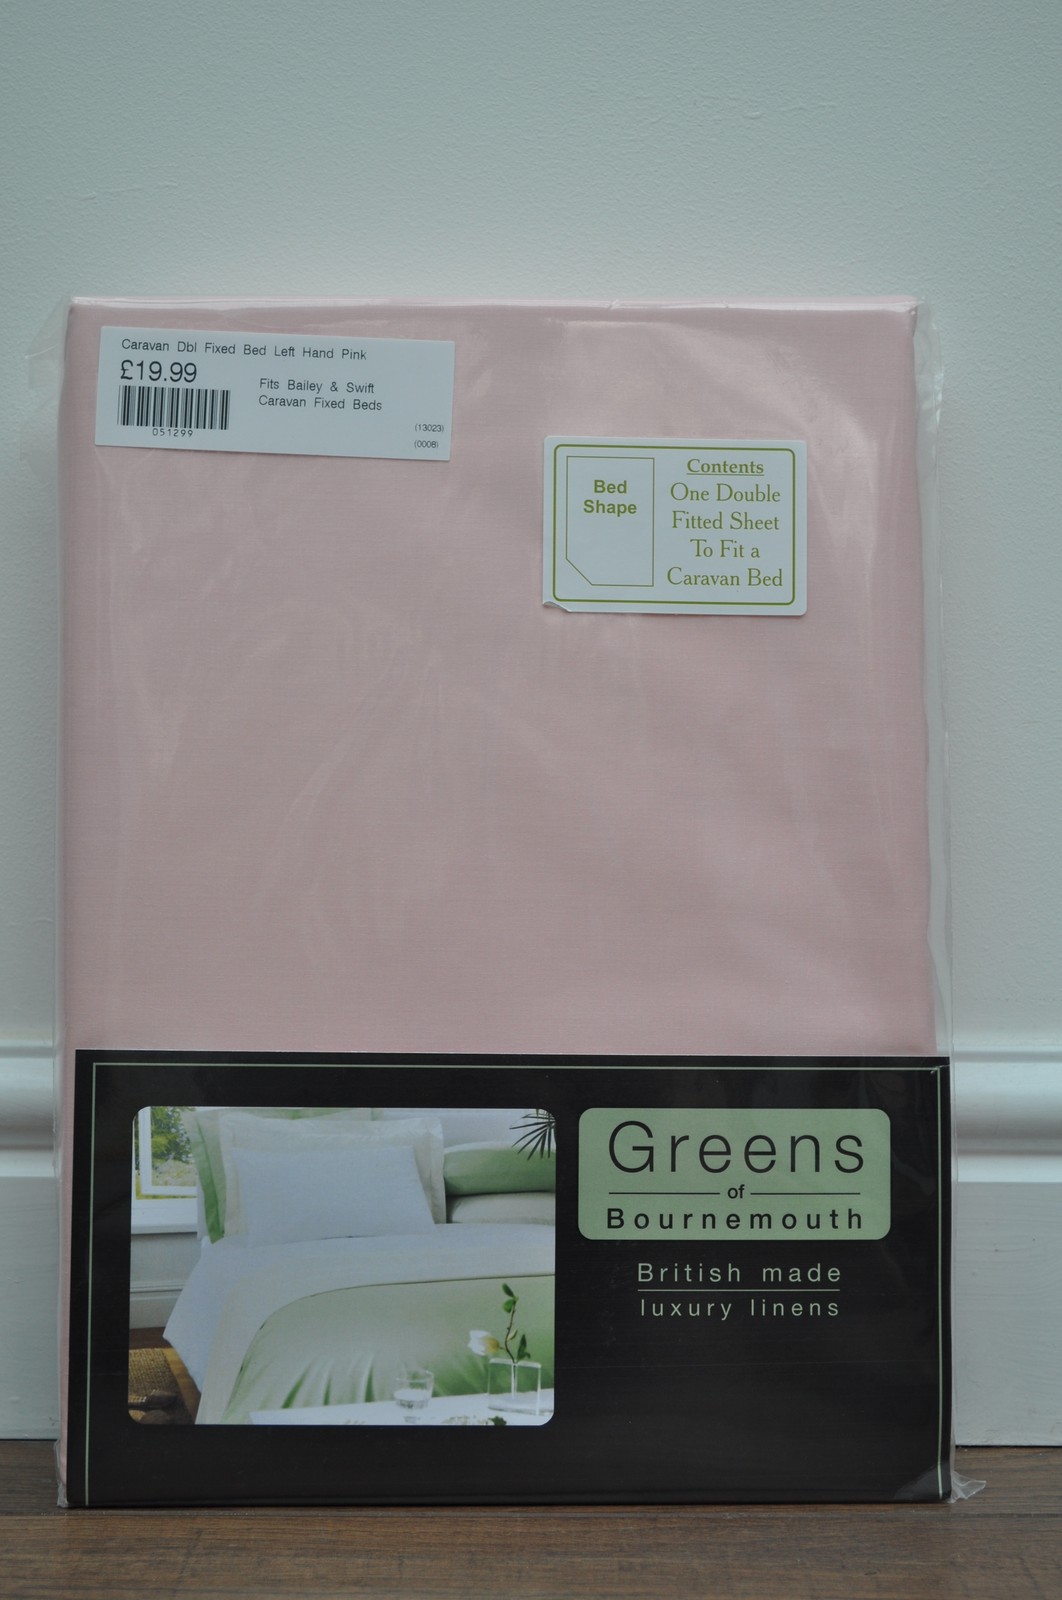 Caravan Dbl Fixed Bed Left Hand Pink
£19.99
Fits Bailey & Swift
Caravan Fixed Beds
051299
(13023)
(0008)
Bed
Shape
Contents
One Double
Fitted Sheet
To Fit a
Caravan Bed
Greens
of
Bournemouth
British made
luxury linens